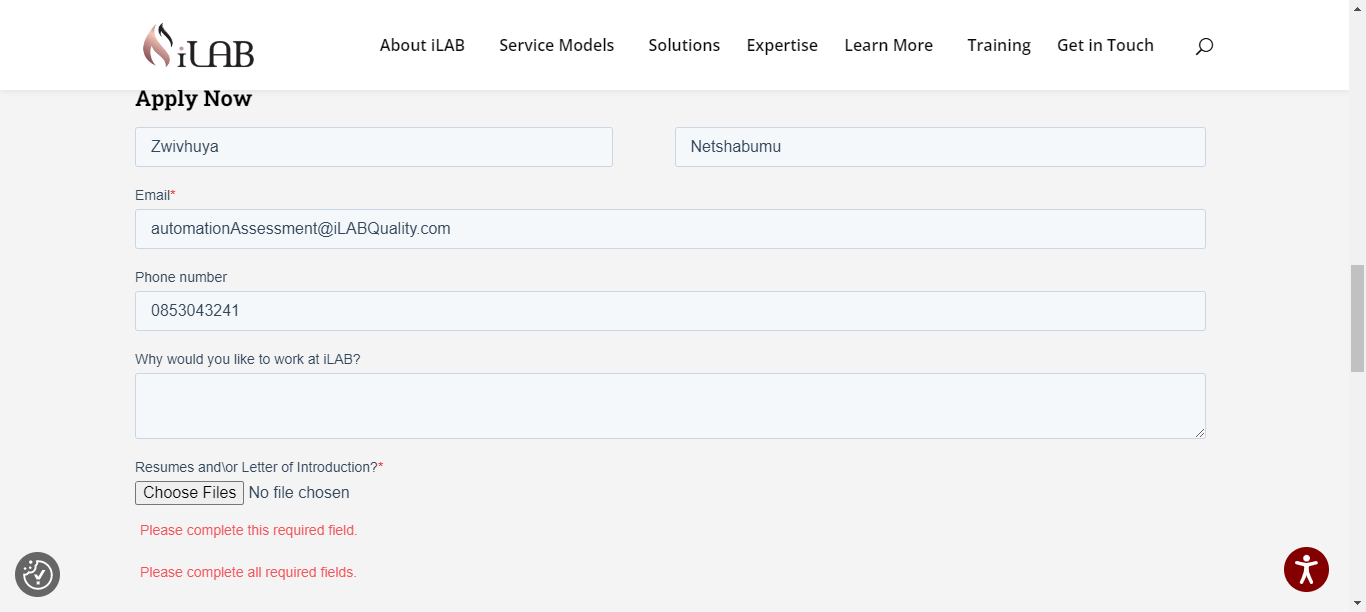 iLAB
About iLAB Service Models Solutions Expertise Learn More Training Get in Touch
Apply Now
Zwivhuya Netshabumu
Email*
automationAssessment@iLABQuality.com
Phone number
0853043241
Why would you like to work at iLAB?
Resumes and\or Letter of Introduction?*
Choose Files No file chosen
Please complete this required field.
Please complete all required fields.